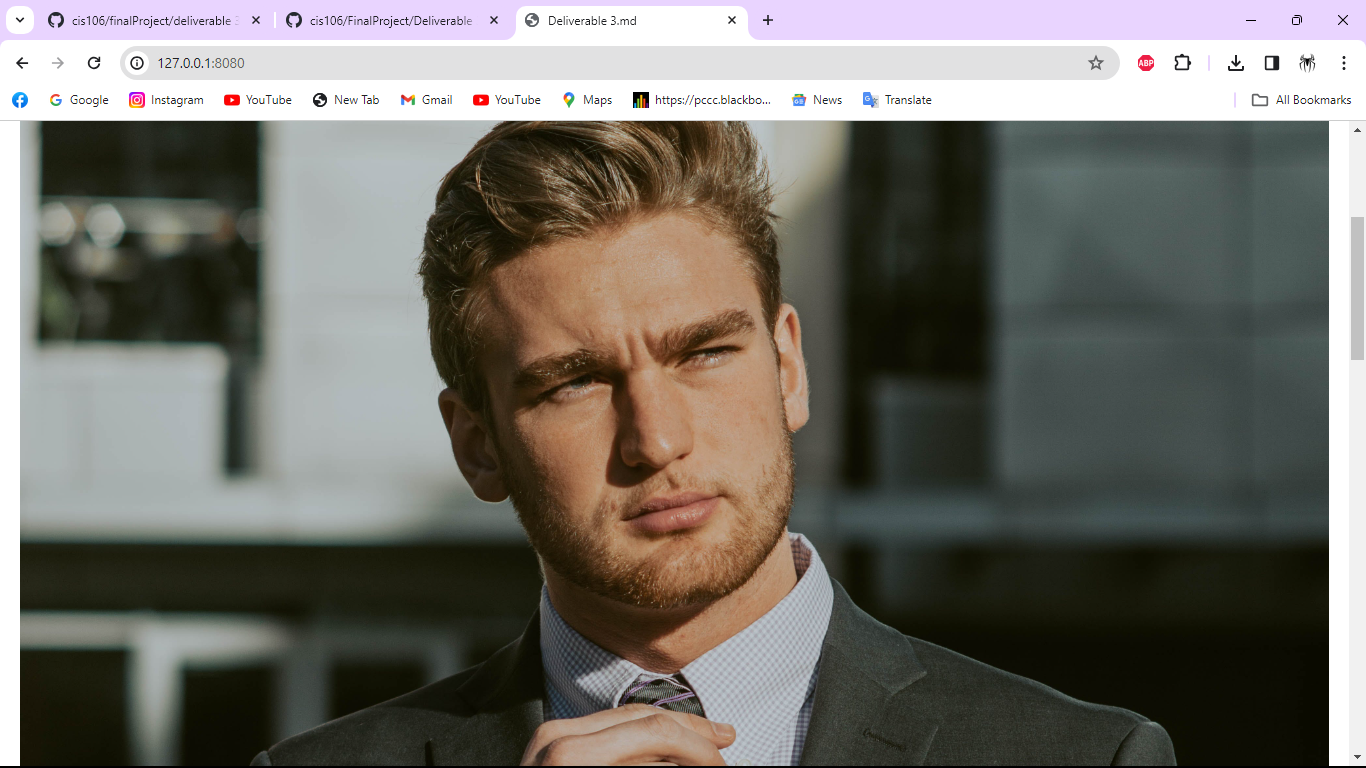 cis106/finalProject/deliverable 3
cis106/FinalProject/Deliverable
Deliverable 3.md
127.0.0.1:8080
ABP
Google
Instagram
YouTube
New Tab
Gmail
YouTube
Maps
https://pccc.blackbo...
News
Translate
All Bookmarks